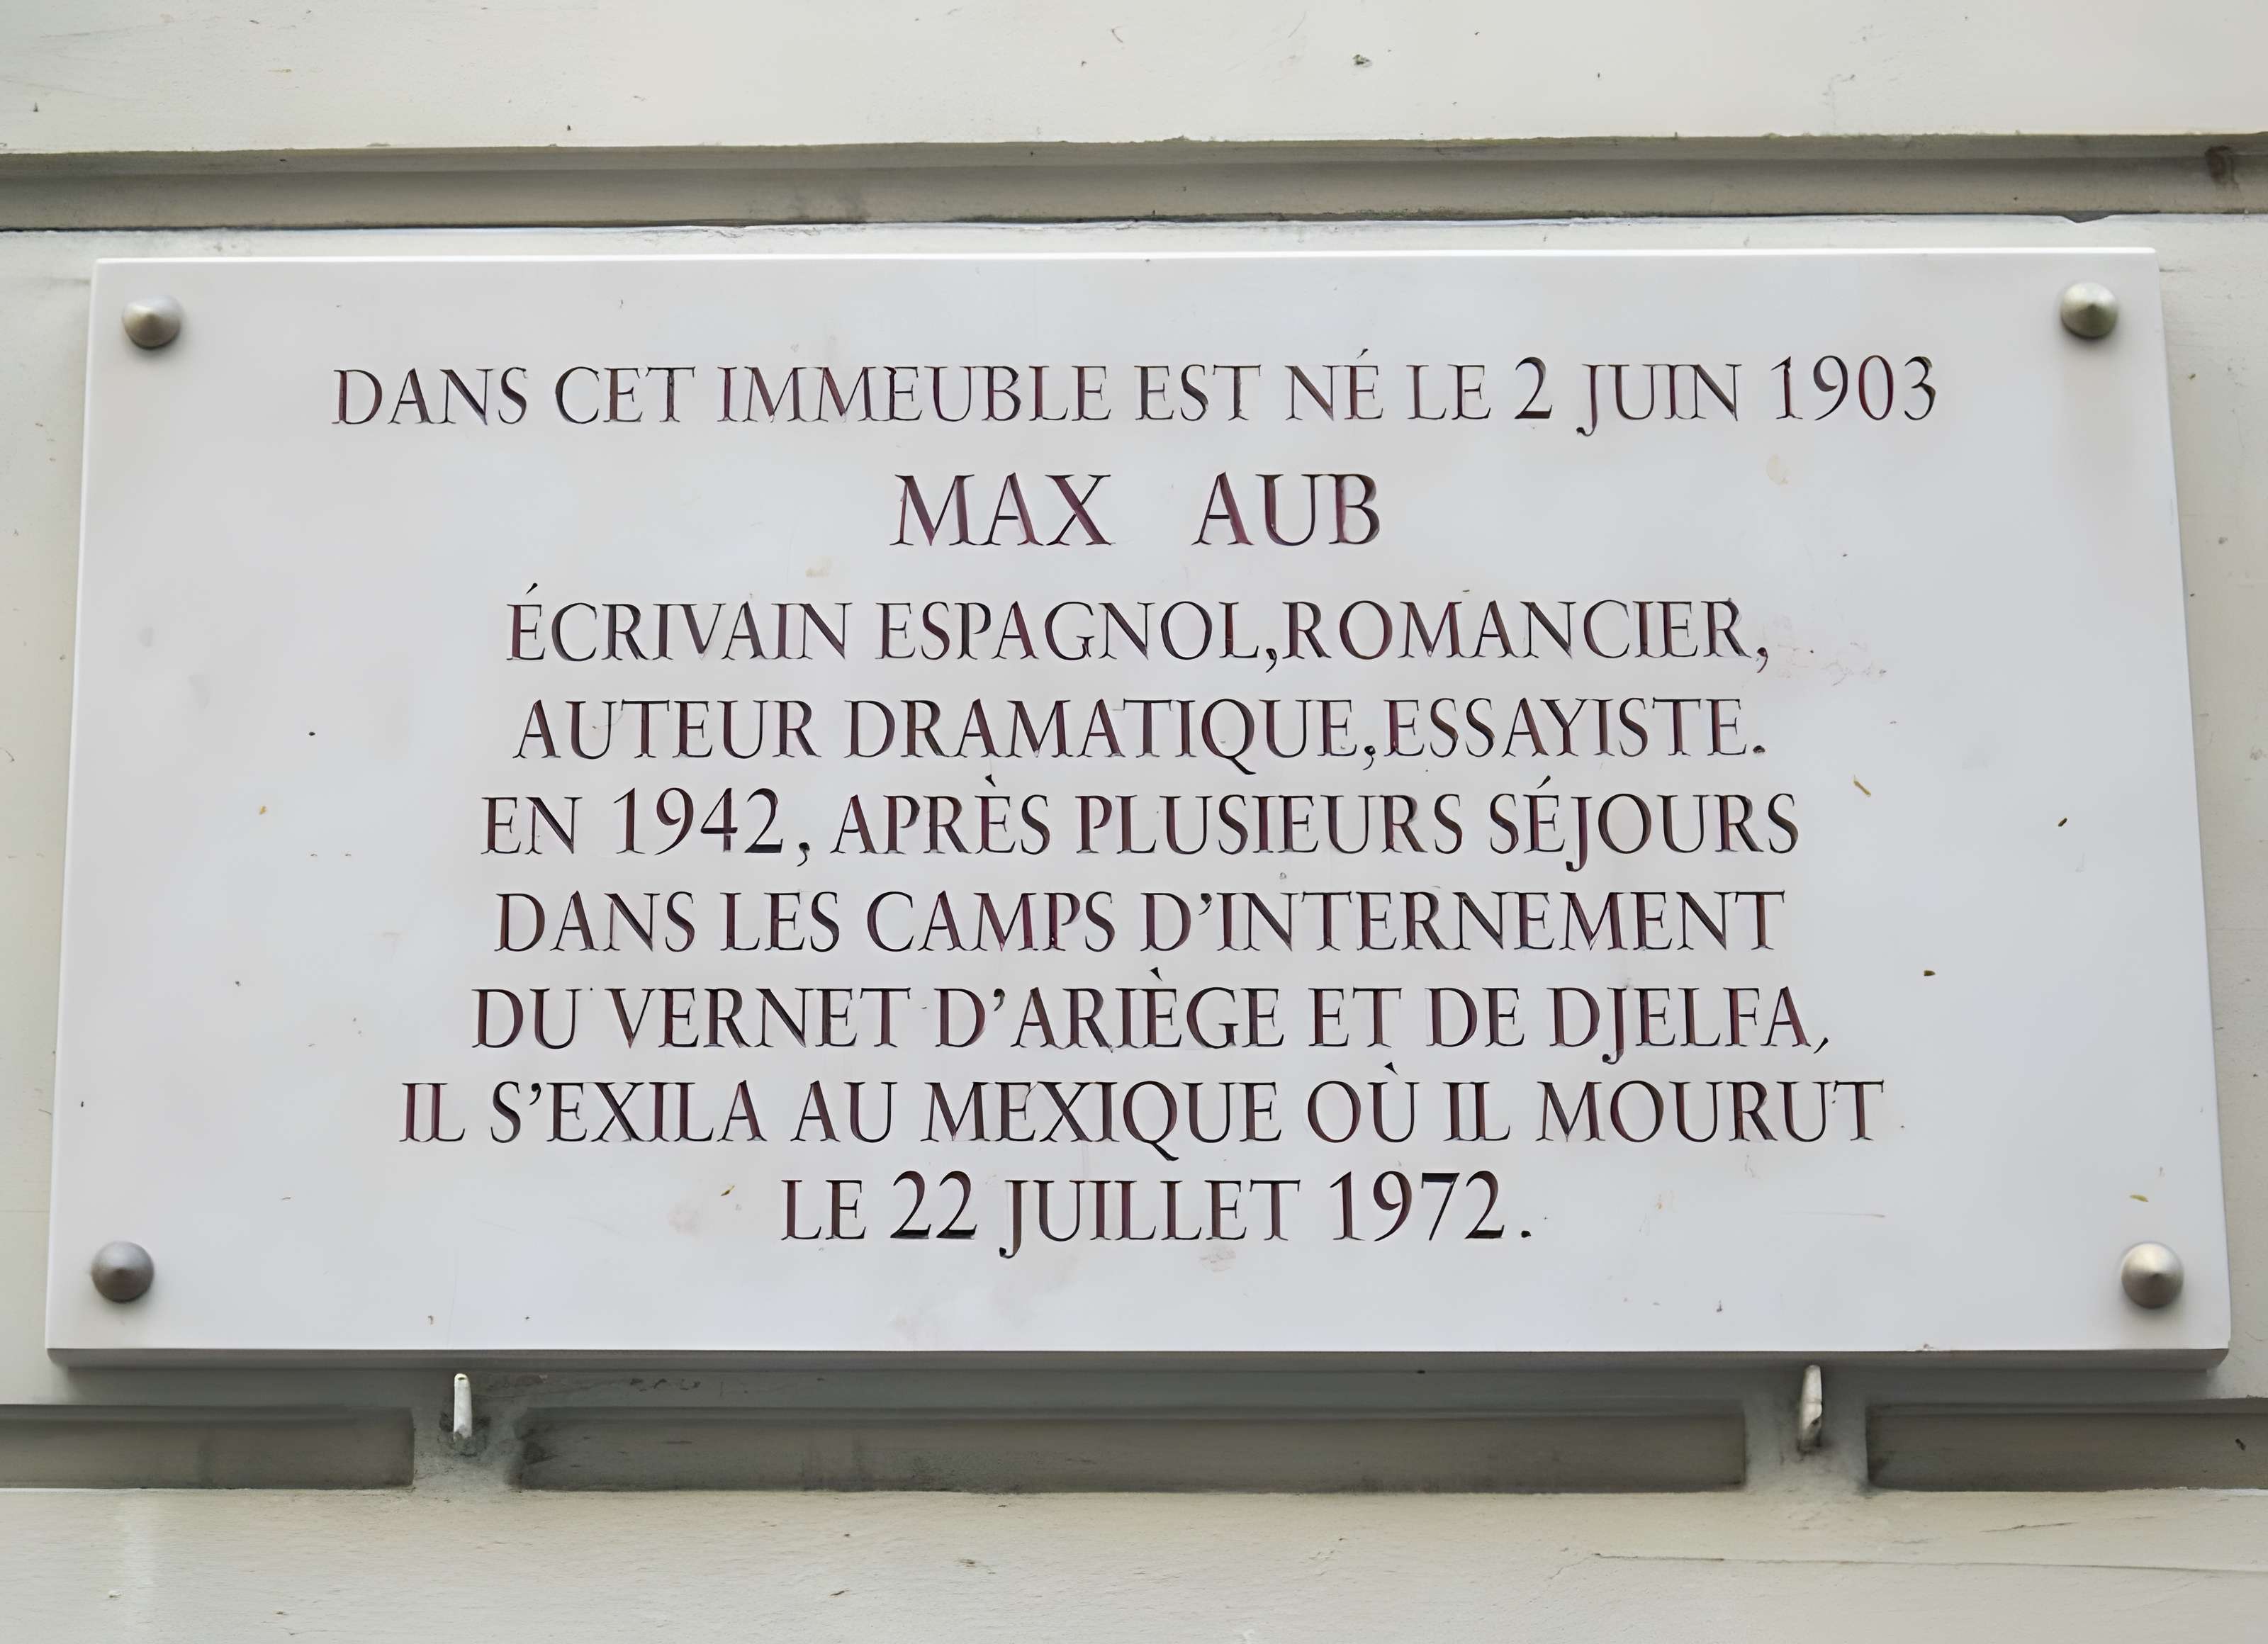 DANS CET IMMEUBLE EST NÉ LE 2 JUIN 1903
MAX AUB
ÉCRIVAIN ESPAGNOL,ROMANCIER,
AUTEUR DRAMATIQUE,ESSAYISTE.
EN 1942, APRÈS PLUSIEURS SÉJOURS
DANS LES CAMPS D’INTERNEMENT
DU VERNET D’ARIÈGE ET DE DJELFA,
IL S’EXILA AU MEXIQUE OÙ IL MOURUT
LE 22 JUILLET 1972.